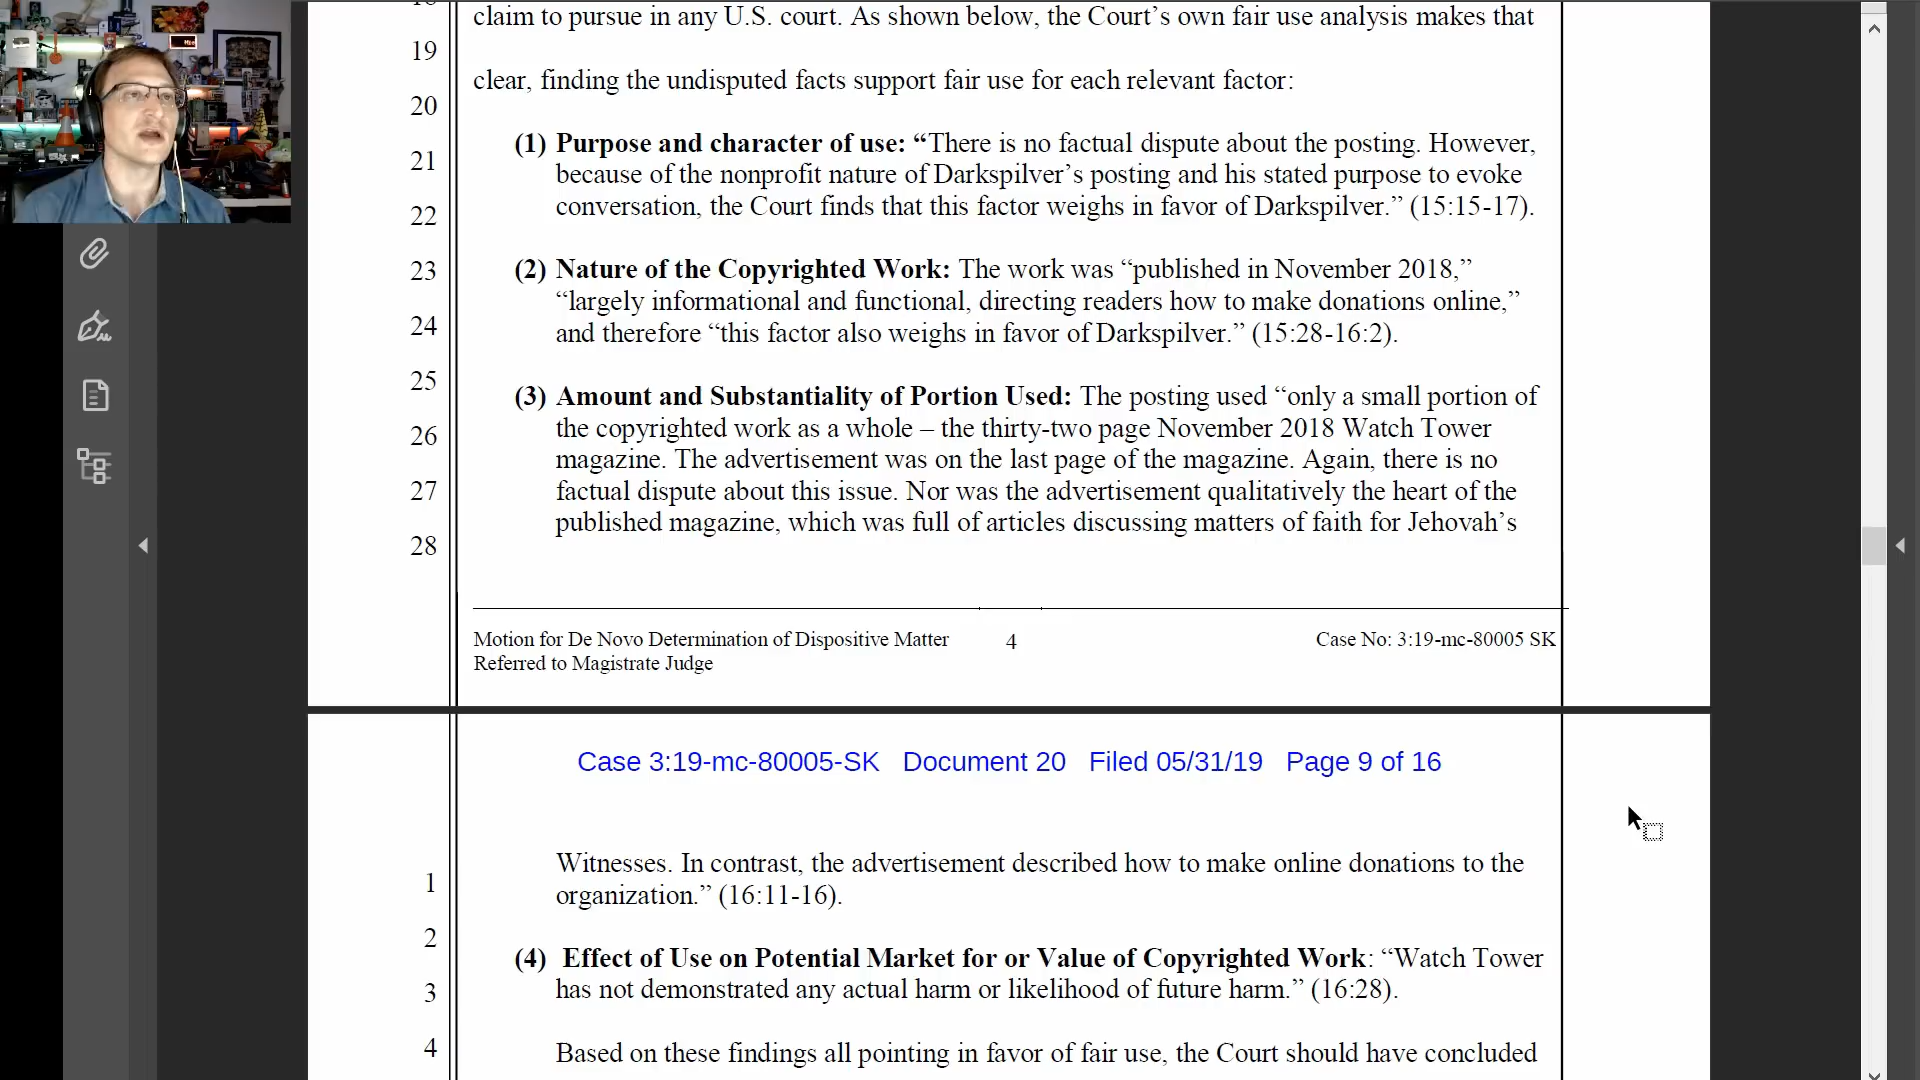 claim to pursue in any U.S. court. As shown below, the Court’s own fair use analysis makes that
19
clear, finding the undisputed facts support fair use for each relevant factor:
20
(1) Purpose and character of use: “There is no factual dispute about the posting. However,
21
because of the nonprofit nature of Darkspilver’s posting and his stated purpose to evoke
conversation, the Court finds that this factor weighs in favor of Darkspilver.” (15:15-17).
22
(2) Nature of the Copyrighted Work: The work was “published in November 2018,”
23
“largely informational and functional, directing readers how to make donations online,”
24
and therefore “this factor also weighs in favor of Darkspilver.” (15:28-16:2).
25
(3) Amount and Substantiality of Portion Used: The posting used “only a small portion of
the copyrighted work as a whole – the thirty-two page November 2018 Watch Tower
26
magazine. The advertisement was on the last page of the magazine. Again, there is no
factual dispute about this issue. Nor was the advertisement qualitatively the heart of the
27
published magazine, which was full of articles discussing matters of faith for Jehovah’s
28
Motion for De Novo Determination of Dispositive Matter 4 Case No: 3:19-mc-80005 SK
Referred to Magistrate Judge
Case 3:19-mc-80005-SK Document 20 Filed 05/31/19 Page 9 of 16
Witnesses. In contrast, the advertisement described how to make online donations to the
1
organization.” (16:11-16).
2
(4) Effect of Use on Potential Market for or Value of Copyrighted Work: “Watch Tower
3
has not demonstrated any actual harm or likelihood of future harm.” (16:28).
4
Based on these findings all pointing in favor of fair use, the Court should have concluded